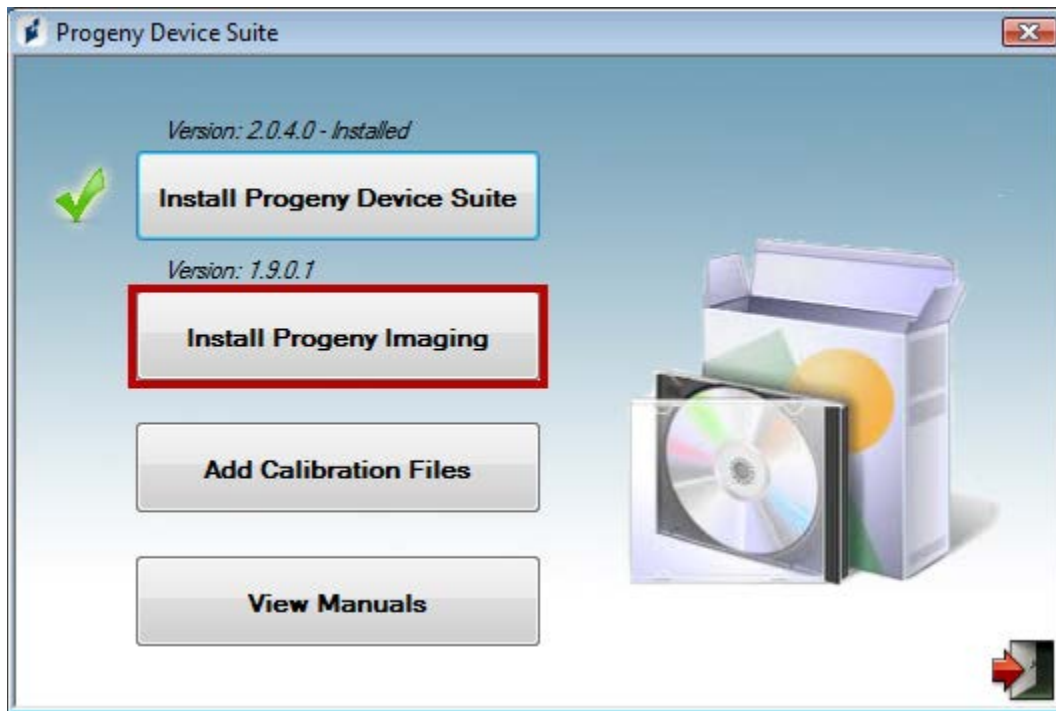 Progeny Device Suite
Version: 2.0.4.0 - Installed
Install Progeny Device Suite
Version: 1.9.0.1
Install Progeny Imaging
Add Calibration Files
View Manuals